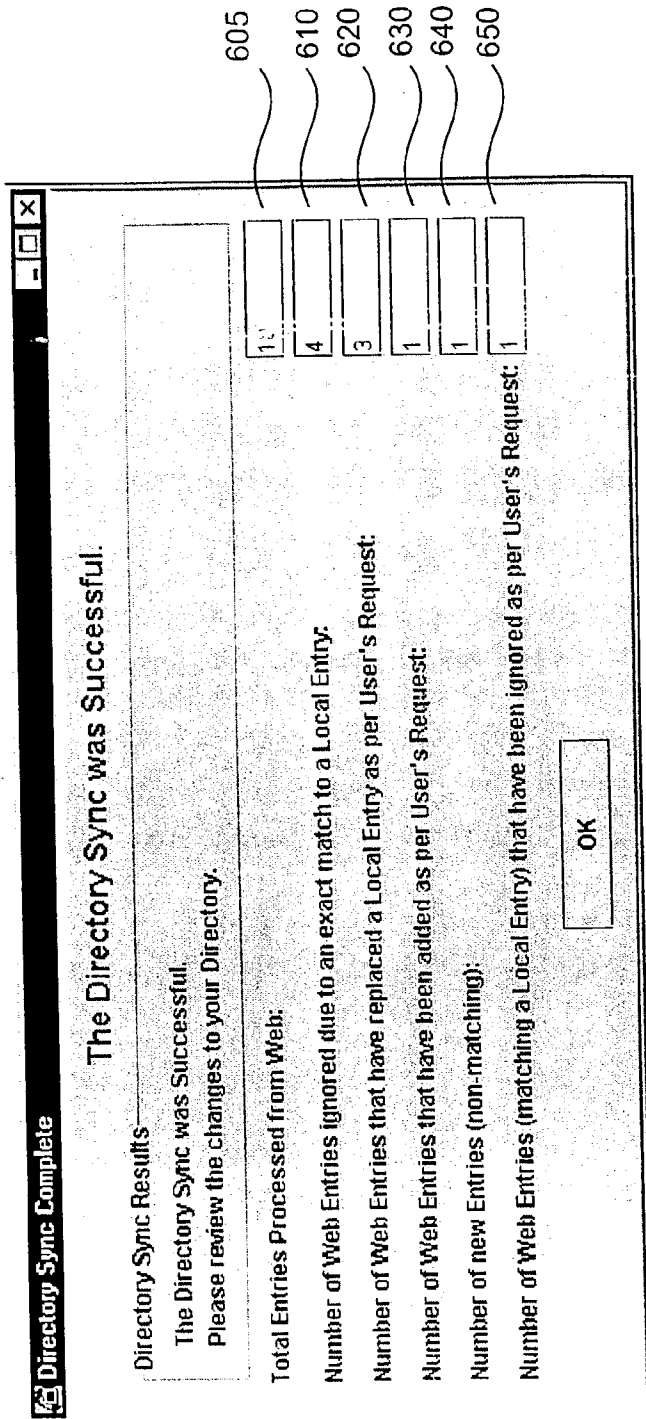 Directory Sync Complete
The Directory Sync was Successful.
Directory Sync Results
The Directory Sync was Successful.
Please review the changes to your Directory.
Total Entries Processed from Web: 605
Number of Web Entries ignored due to an exact match to a Local Entry: 4 610
Number of Web Entries that have replaced a Local Entry as per User's Request: 3 620
Number of Web Entries that have been added as per User's Request: 1 630
Number of new Entries (non-matching): 1 640
Number of Web Entries (matching a Local Entry) that have been ignored as per User's Request: 1 650
OK